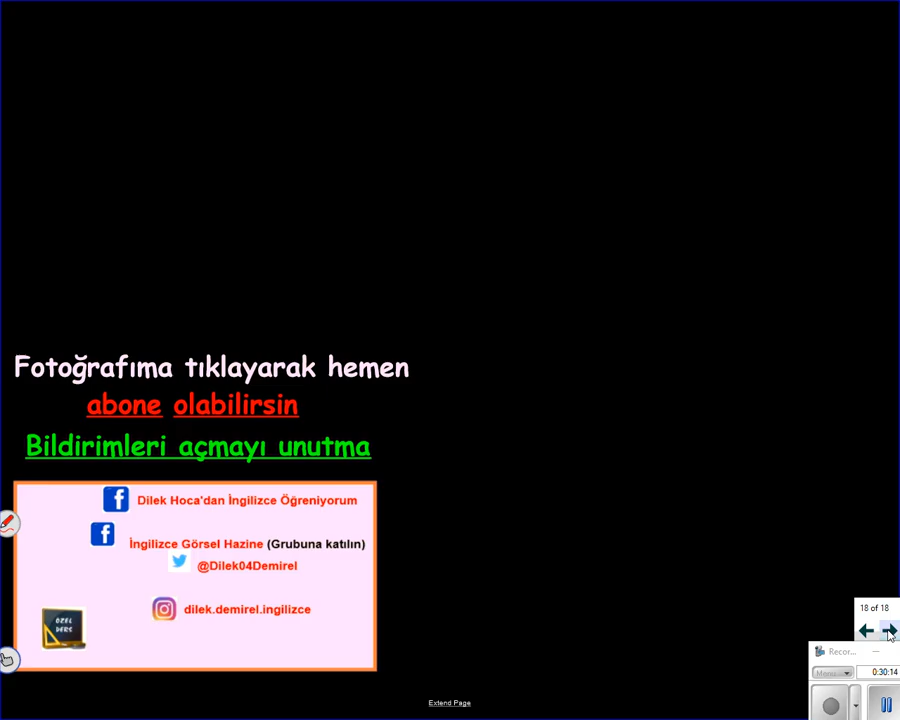 Fotoğrafıma tıklayarak hemen
abone olabilirsin
Bildirimleri açmayı unutma
Dilek Hoca'dan İngilizce Öğreniyorum
İngilizce Görsel Hazine (Grubuna katılın)
@Dilek04Demirel
dilek.demirel.ingilizce
ÖZEL
DERS
18 of 18
Recor...
Menu
0:30:14
Extend Page